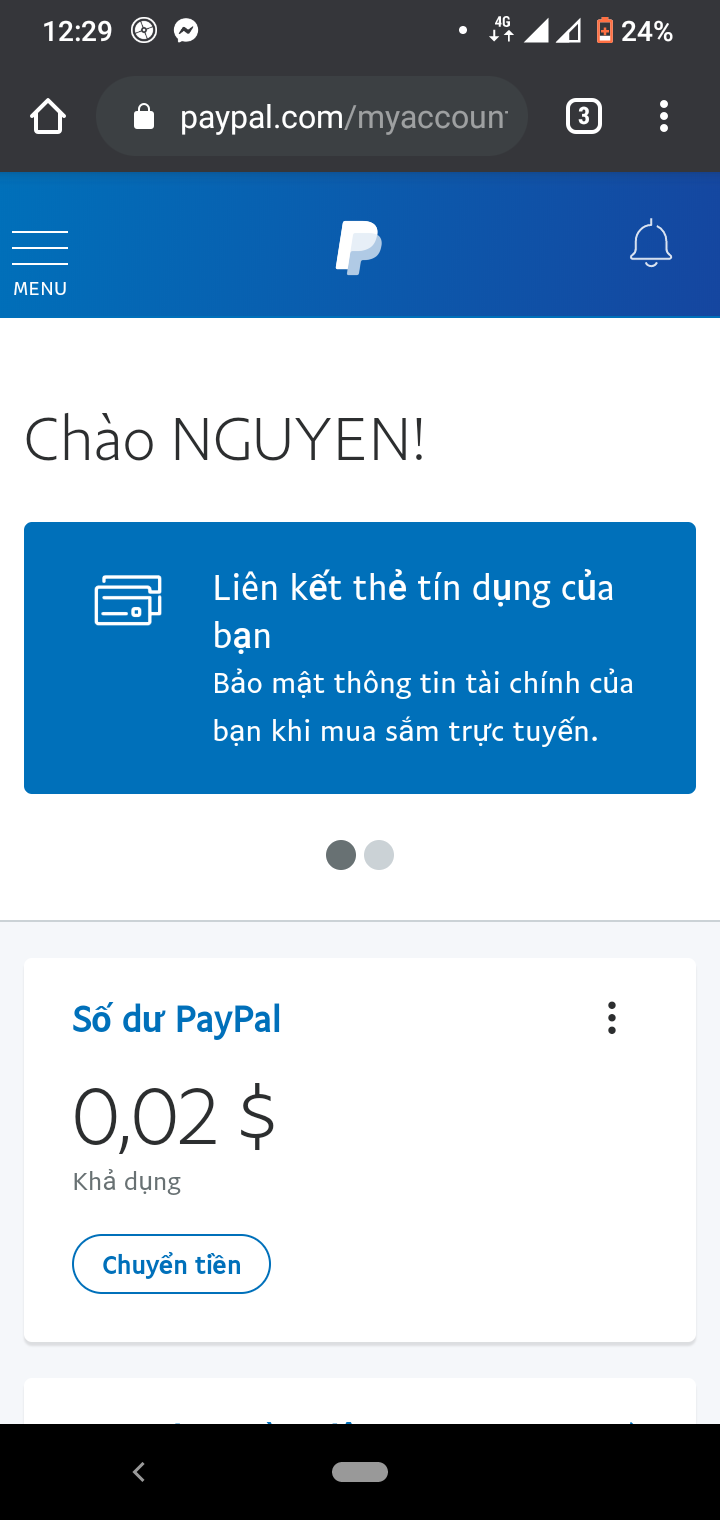 12:29
4G
24%
paypal.com/myaccoun
3
MENU
Chào NGUYEN!
Liên kết thẻ tín dụng của
bạn
Bảo mật thông tin tài chính của
bạn khi mua sắm trực tuyến.
Số dư PayPal
0,02 $
Khả dụng
Chuyển tiền